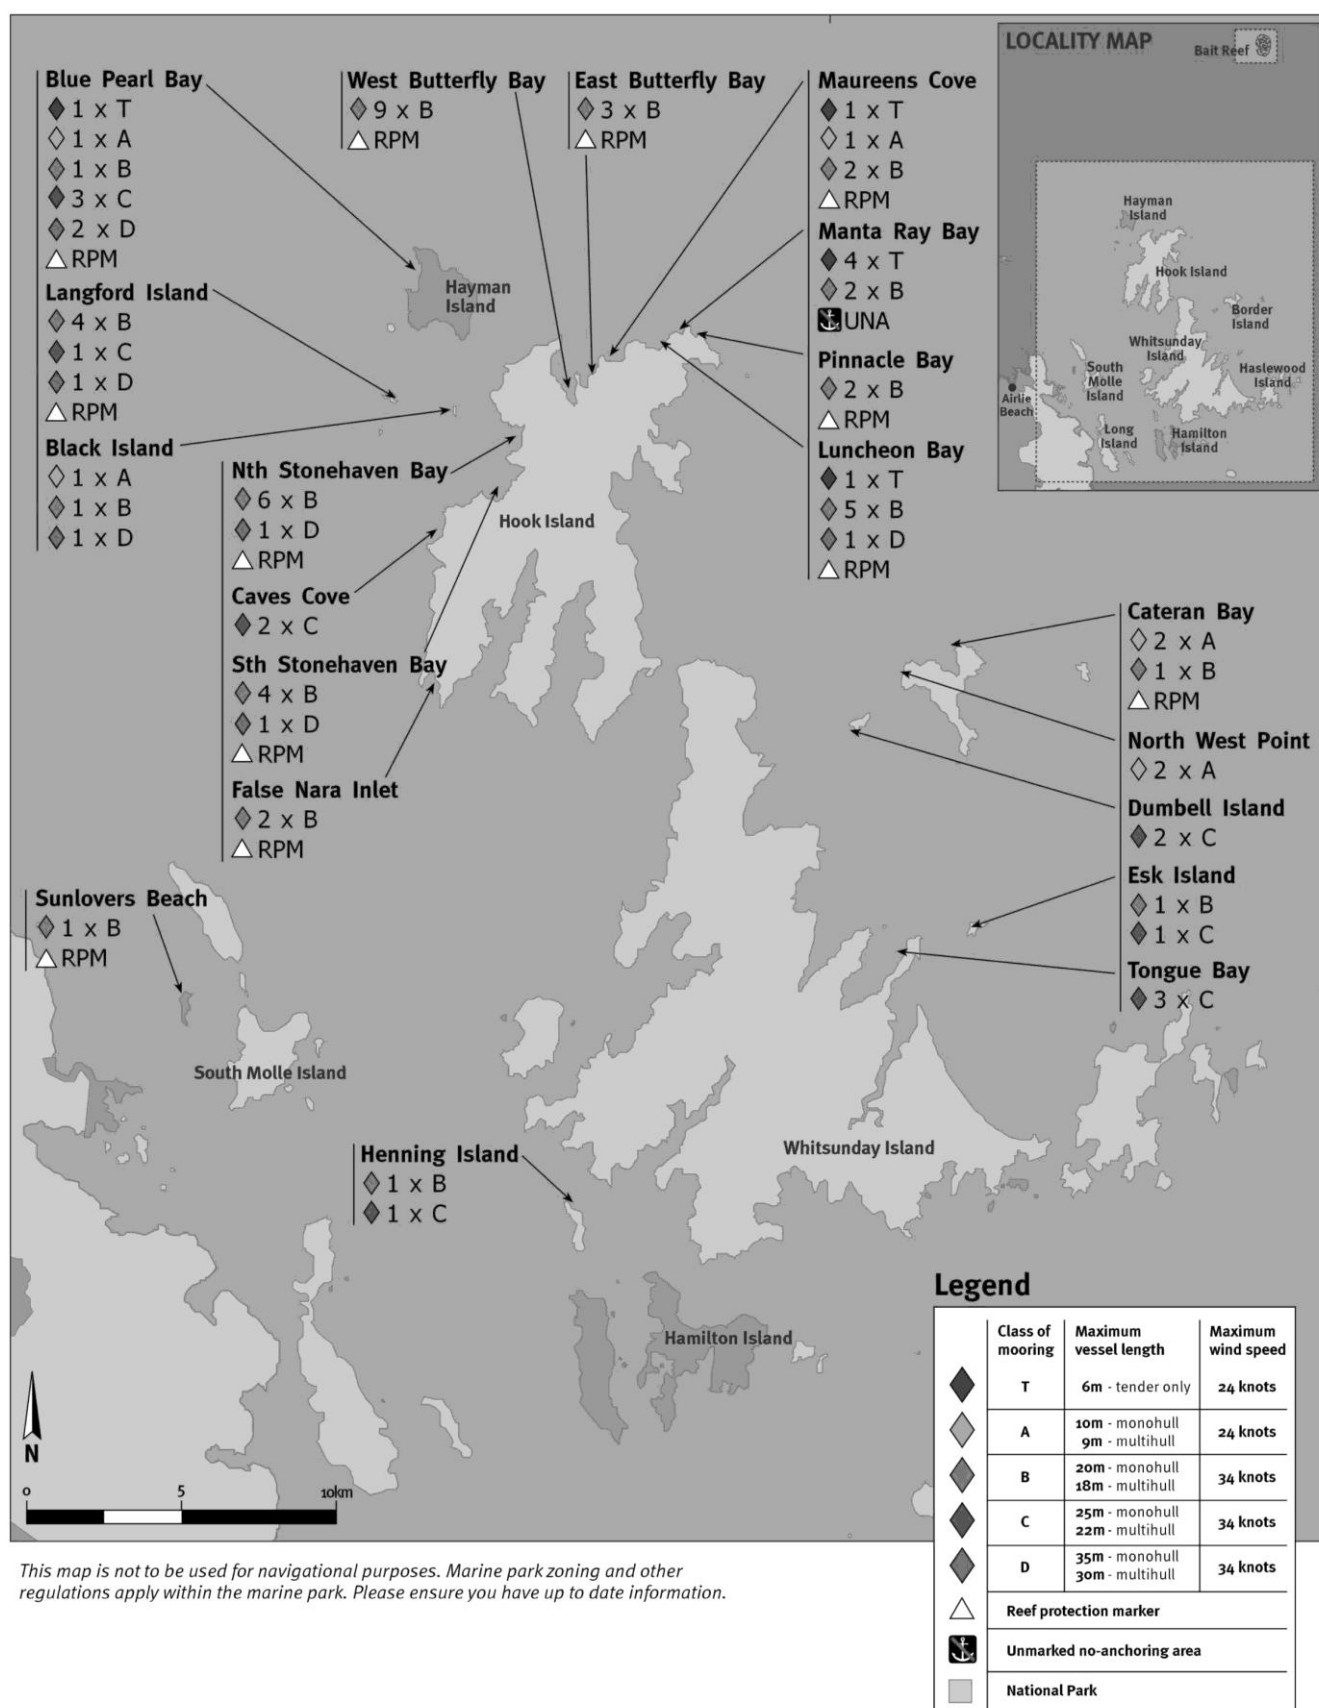 Blue Pearl Bay
1 x T
1 x A
1 x B
3 x C
2 x D
RPM
Langford Island
4 x B
1 x C
1 x D
RPM
Black Island
1 x A
1 x B
1 x D
West Butterfly Bay
9 x B
RPM
East Butterfly Bay
3 x B
RPM
Maureens Cove
1 x T
1 x A
2 x B
RPM
Manta Ray Bay
4 x T
2 x B
UNA
Pinnacle Bay
2 x B
RPM
Luncheon Bay
1 x T
5 x B
1 x D
RPM
LOCALITY MAP
Bait Reef
Hayman
Island
Hook Island
Border
Island
Whitsunday
Island
South
Molle
Island
Haslewood
Island
Airlie
Beach
Long
Island
Hamilton
Island
Hayman
Island
Nth Stonehaven Bay
6 x B
1 x D
RPM
Caves Cove
2 x C
Sth Stonehaven Bay
4 x B
1 x D
RPM
False Nara Inlet
2 x B
RPM
Hook Island
Cateran Bay
2 x A
1 x B
RPM
North West Point
2 x A
Dumbell Island
2 x C
Esk Island
1 x B
1 x C
Tongue Bay
3 x C
Sunlovers Beach
1 x B
RPM
South Molle Island
Henning Island
1 x B
1 x C
Whitsunday Island
Hamilton Island
N
0 5 10km
Legend
Class of mooring Maximum vessel length Maximum wind speed
T 6m - tender only 24 knots
A 10m - monohull 24 knots
9m - multihull
B 20m - monohull 34 knots
18m - multihull
C 25m - monohull 34 knots
22m - multihull
D 35m - monohull 34 knots
30m - multihull
Reef protection marker
Unmarked no-anchoring area
National Park
This map is not to be used for navigational purposes. Marine park zoning and other
regulations apply within the marine park. Please ensure you have up to date information.